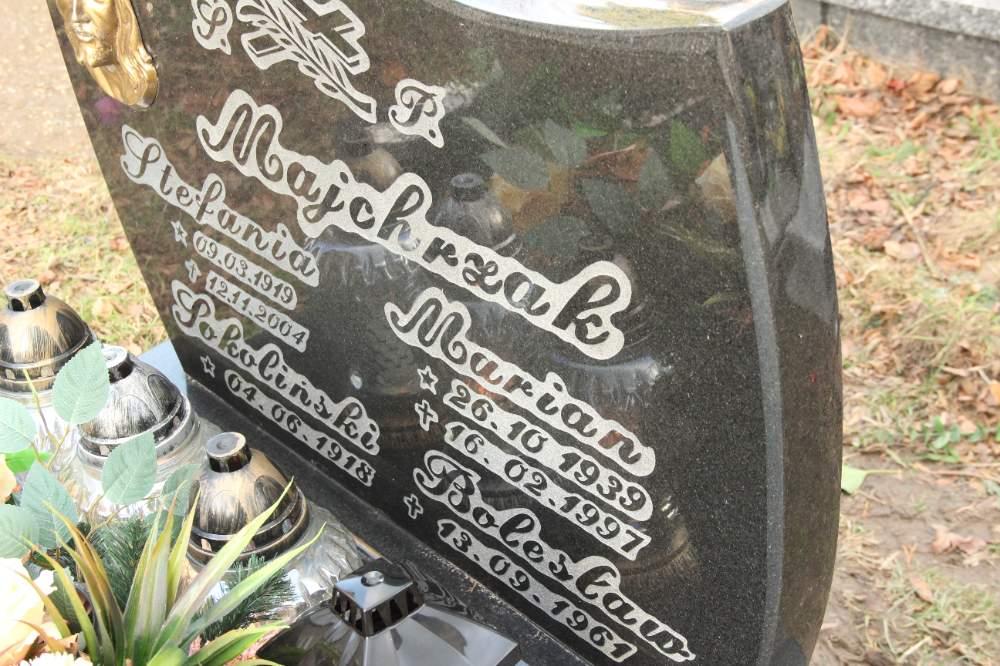 Ś P
Majchrzak
Stefania
09.03.1919
12.11.2004
Marian
26.10 1939
16.02.1997
Sokoliński Bolesław
04.06.1918
13.09.1961